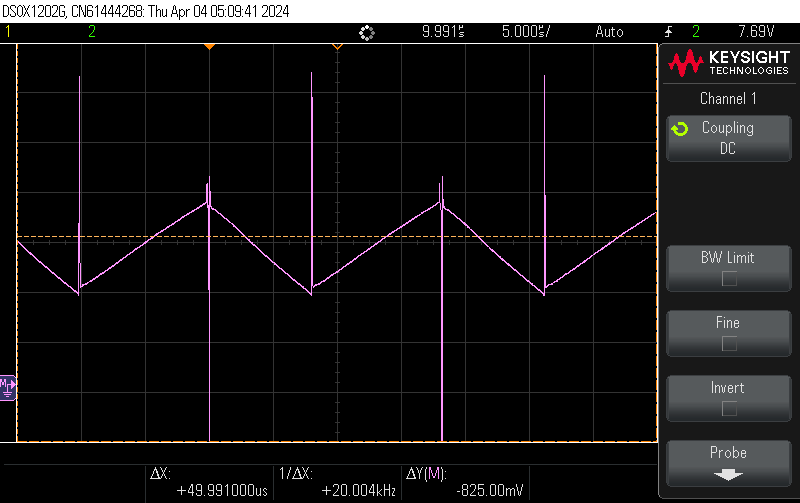 DSOX1202G, CN61444268: Thu Apr 04 05:09:41 2024
1 2 9.991us 5.000s/ Auto 2 7.69V
KEYSIGHT
TECHNOLOGIES
Channel 1
Coupling
DC
BW Limit
Fine
Invert
Probe
M
ΔX:
+49.991000us
1/ΔX:
+20.004kHz
ΔY(M):
-825.00mV